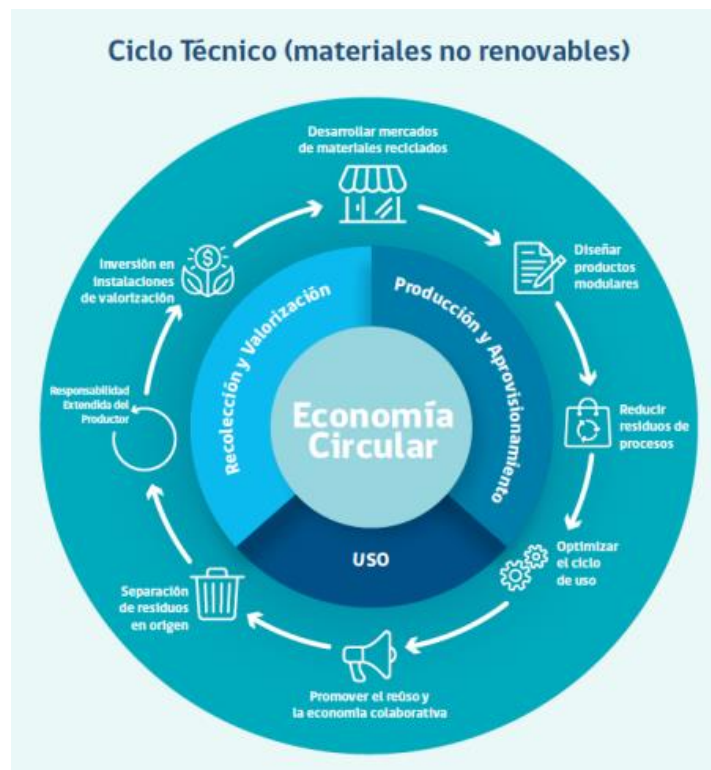 Ciclo Técnico (materiales no renovables)
Desarrollar mercados
de materiales reciclados
Diseñar
productos
modulares
Reducir
residuos de
procesos
Optimizar
el ciclo
de uso
Promover el reúso y
la economía colaborativa
Separación
de residuos
en origen
Responsabilidad
Extendida del
Productor
Inversión en
instalaciones
de valorización
$
Recolección y Valorización
Producción y Aprovisionamiento
USO
Economía
Circular